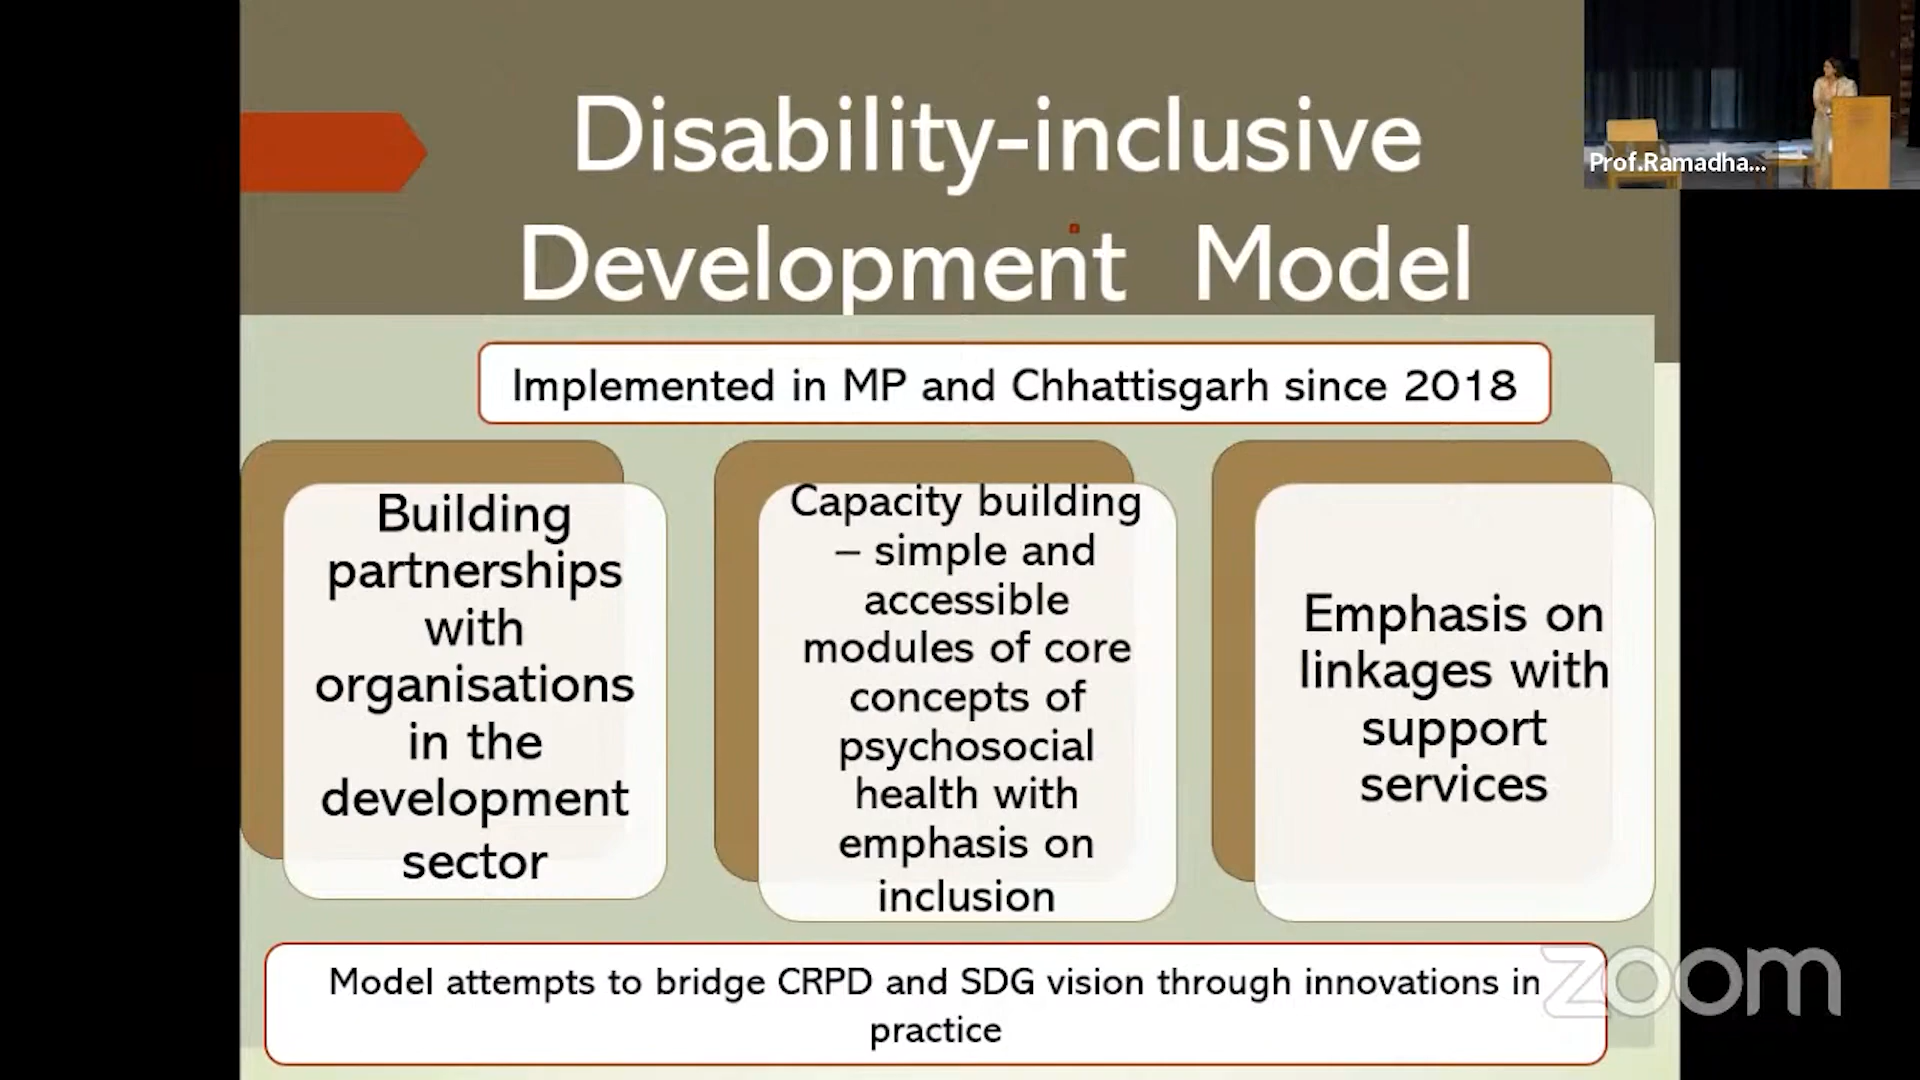 Disability-inclusive
Development Model
Prof.Ramadha...
Implemented in MP and Chhattisgarh since 2018
Building
partnerships
with
organisations
in the
development
sector
Capacity building
– simple and
accessible
modules of core
concepts of
psychosocial
health with
emphasis on
inclusion
Emphasis on
linkages with
support
services
Model attempts to bridge CRPD and SDG vision through innovations in
practice
zoom